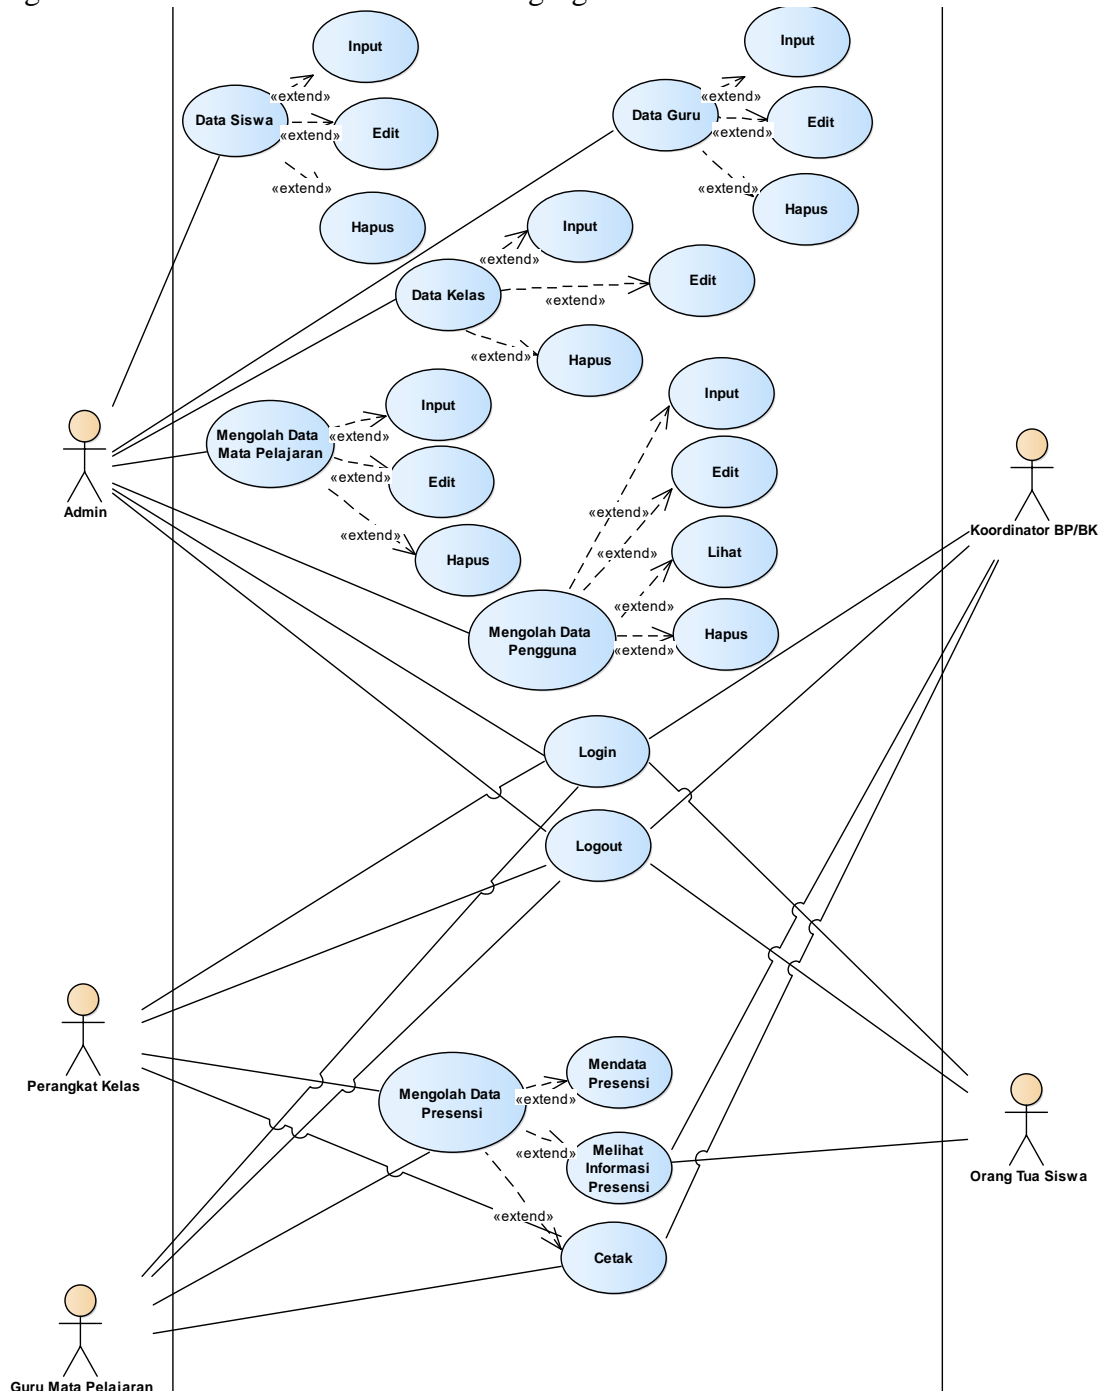 Input
Input
«extend»
«extend»
Data Siswa
Data Guru
Edit
Edit
«extend»
«extend»
«extend»
Hapus
Hapus
Input
«extend»
Data Kelas
Edit
«extend»
«extend»
Hapus
Input
Input
Mengolah Data
Mata Pelajaran
«extend»
Edit
Edit
«extend»
Admin
«extend»
«extend»
Hapus
«extend»
Lihat
«extend»
Mengolah Data
Pengguna
Hapus
«extend»
Koordinator BP/BK
Login
Logout
Perangkat Kelas
Mengolah Data
Presensi
Mendata
Presensi
«extend»
«extend»
Melihat
Informasi
Presensi
Orang Tua Siswa
«extend»
Cetak
Guru Mata Pelajaran